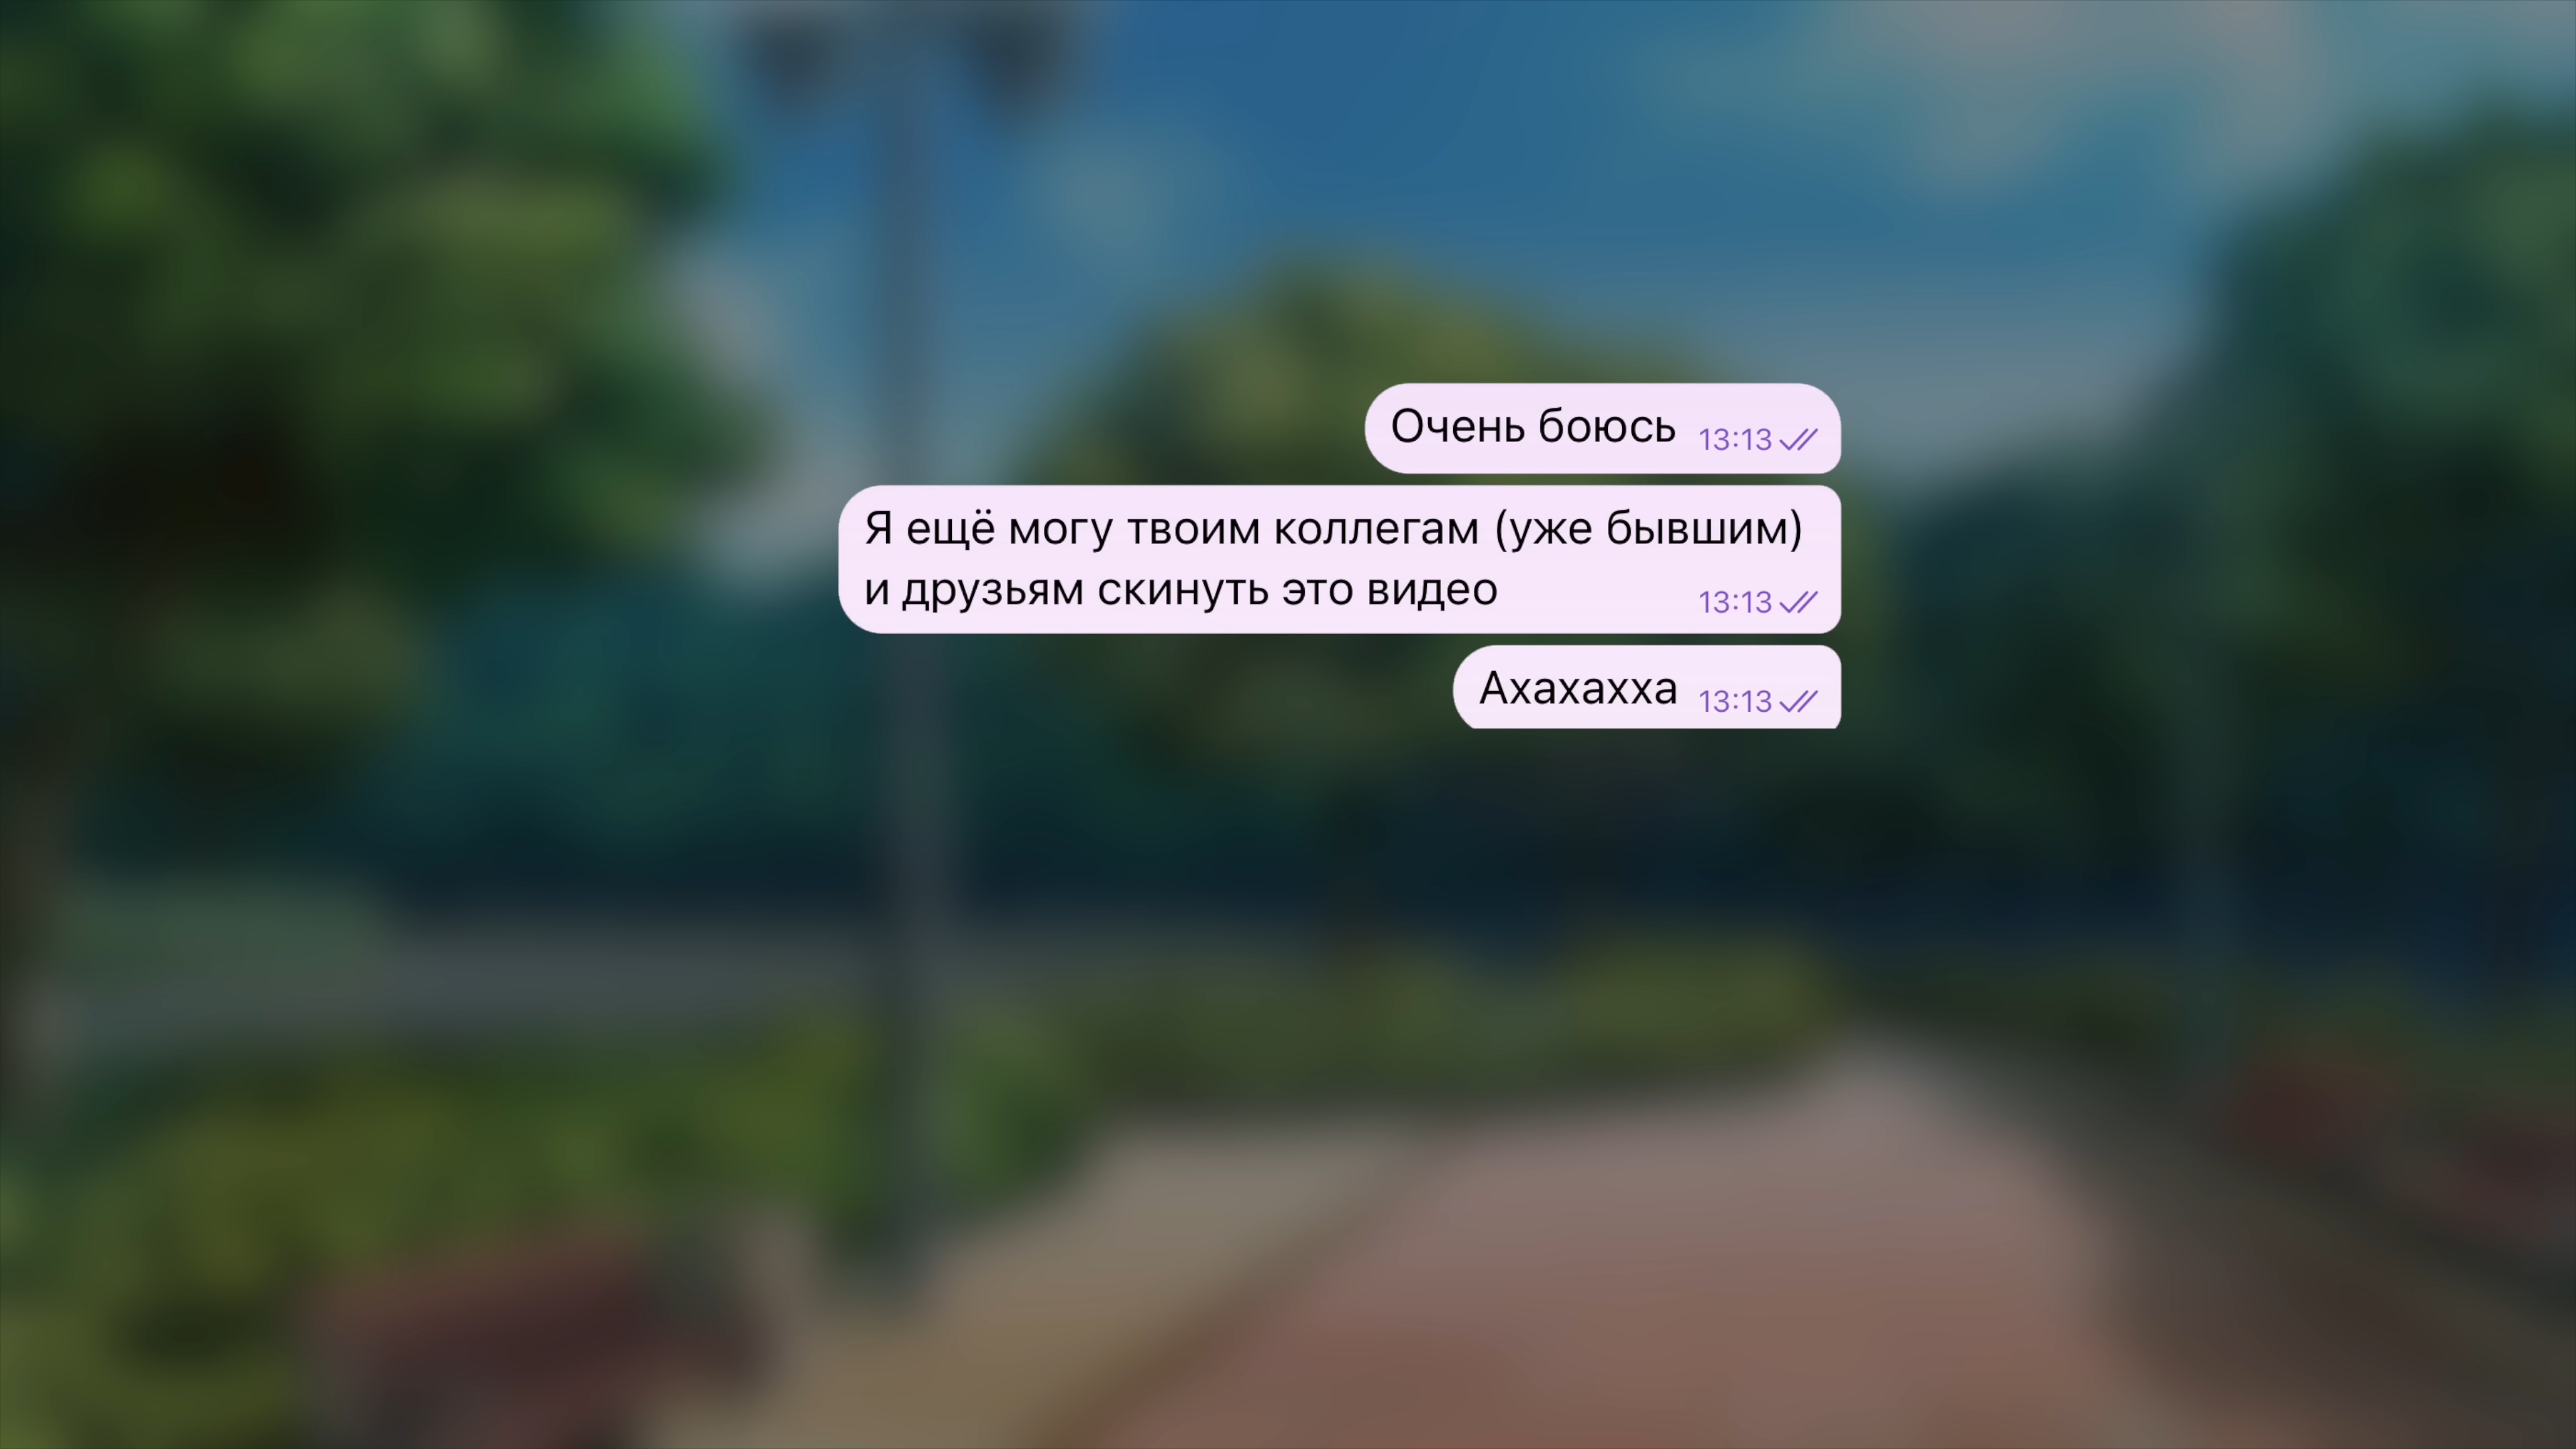 Очень боюсь 13:13
Я ещё могу твоим коллегам (уже бывшим)
и друзьям скинуть это видео 13:13
Ахахахха 13:13